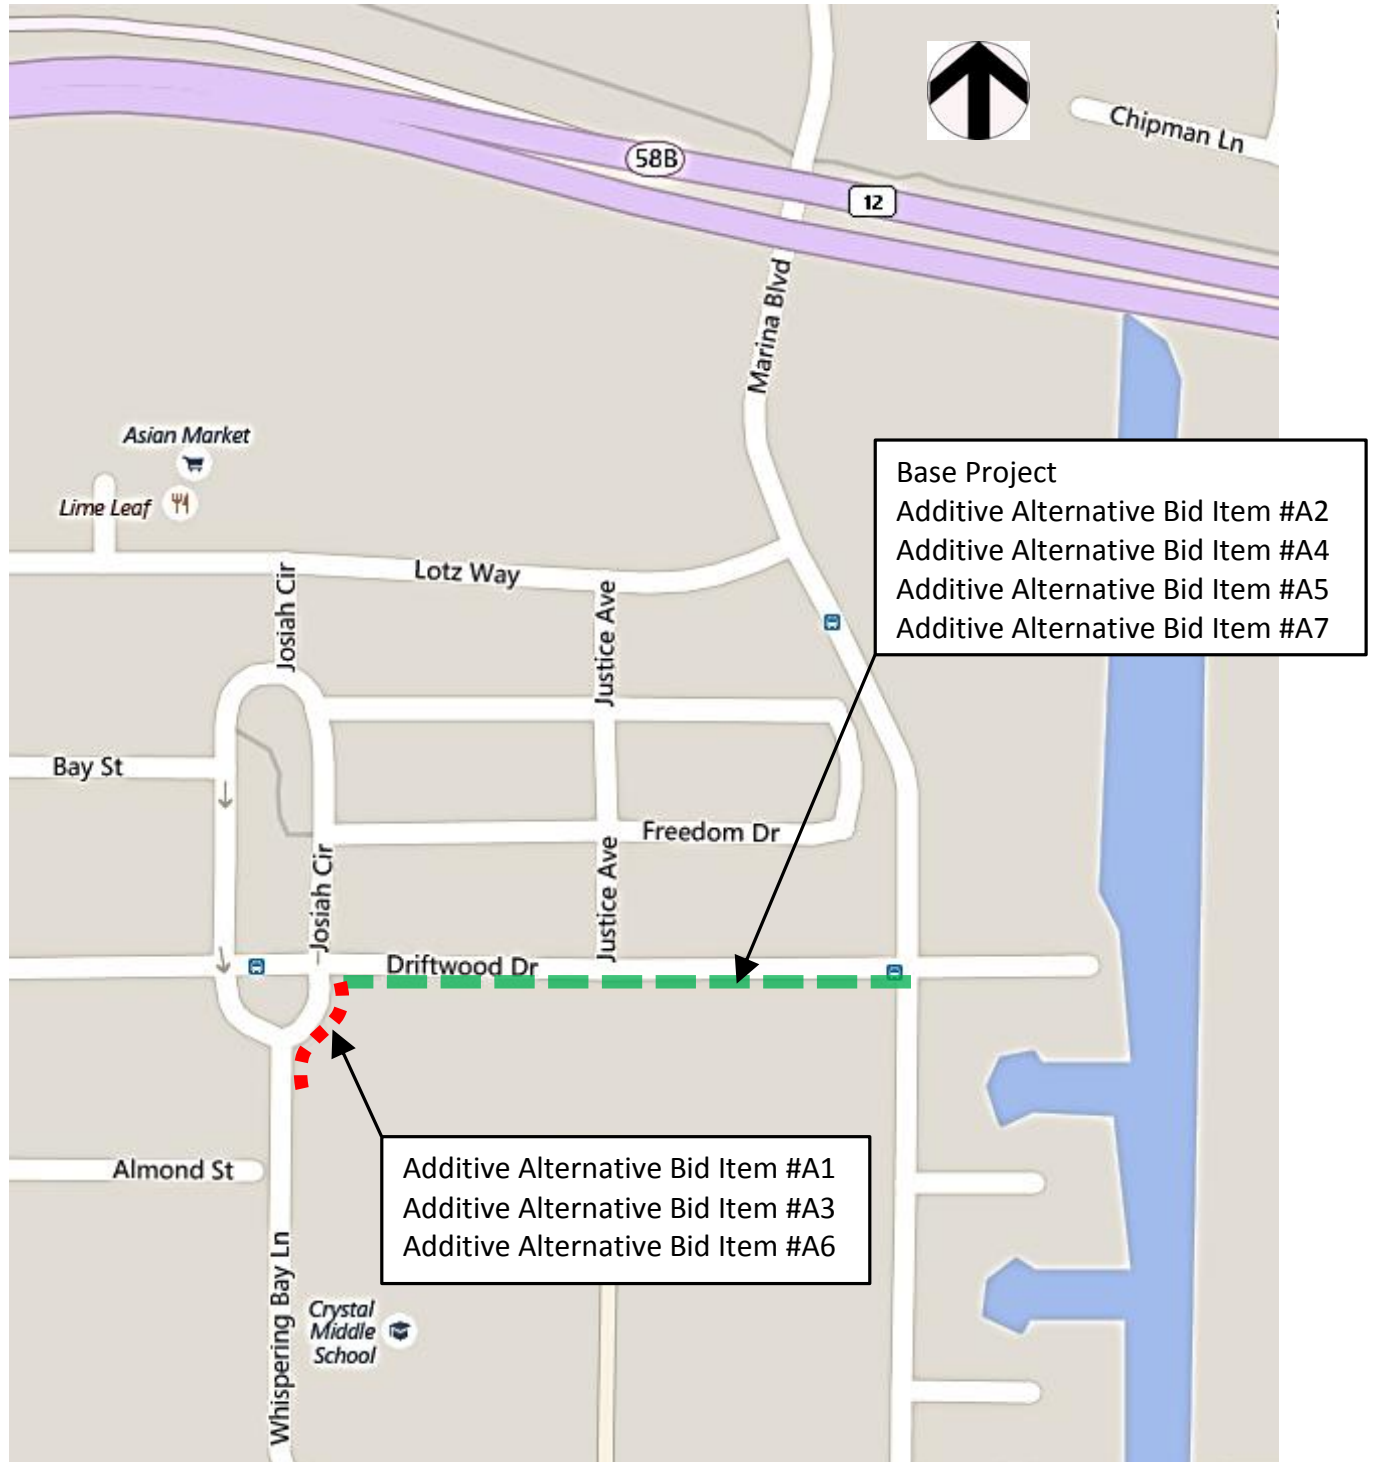 Chipman Ln
58B
12
Marina Blvd
Asian Market
Lime Leaf
Base Project
Additive Alternative Bid Item #A2
Additive Alternative Bid Item #A4
Additive Alternative Bid Item #A5
Additive Alternative Bid Item #A7
Lotz Way
Josiah Cir
Justice Ave
Bay St
Freedom Dr
Josiah Cir
Justice Ave
Driftwood Dr
Additive Alternative Bid Item #A1
Additive Alternative Bid Item #A3
Additive Alternative Bid Item #A6
Almond St
Whispering Bay Ln
Crystal
Middle
School